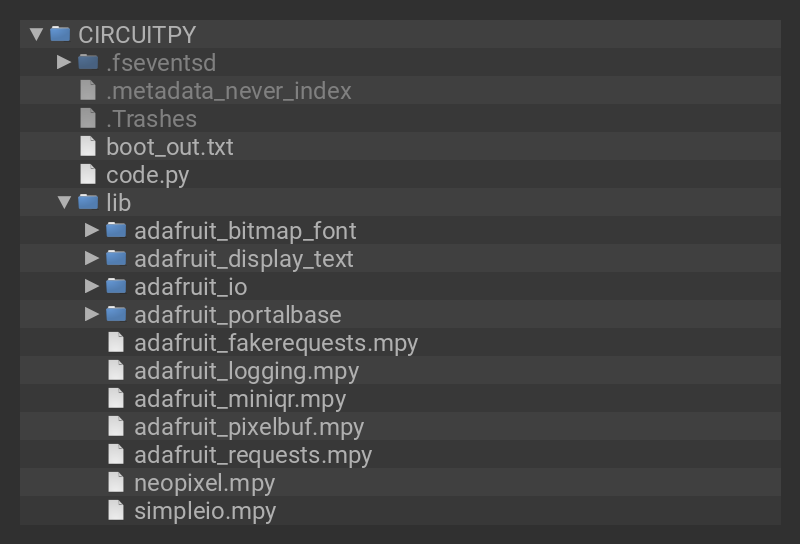 CIRCUITPY
.fseventsd
.metadata_never_index
.Trashes
boot_out.txt
code.py
lib
adafruit_bitmap_font
adafruit_display_text
adafruit_io
adafruit_portalbase
adafruit_fakerequests.mpy
adafruit_logging.mpy
adafruit_miniqr.mpy
adafruit_pixelbuf.mpy
adafruit_requests.mpy
neopixel.mpy
simpleio.mpy